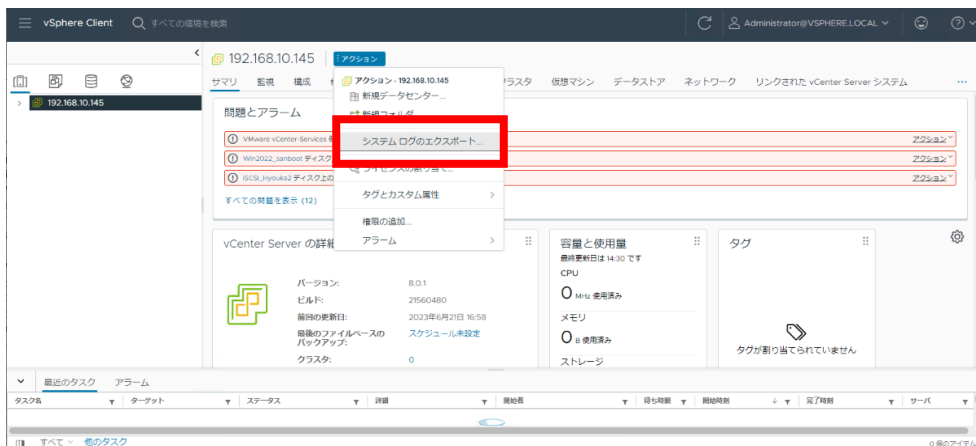 vSphere Client すべての環境を検索 Administrator@VSPHERE.LOCAL
192.168.10.145 アクション
サマリ 監視 構成 クラスタ 仮想マシン データストア ネットワーク リンクされた vCenter Server システム
192.168.10.145
アクション - 192.168.10.145
新規データセンター...
新規フォルダ
システム ログのエクスポート...
ライセンスの割り当て...
タグとカスタム属性
権限の追加...
アラーム
問題とアラーム
VMware vCenter-Services アクション
Win2022_sanboot ディスク アクション
iSCSI_Hyouka2 ディスク上の アクション
すべての問題を表示 (12)
vCenter Server の詳細
バージョン: 8.0.1
ビルド: 21560480
前回の更新日: 2023年6月21日 16:58
最後のファイルベースの スケジュール未設定
バックアップ:
クラスタ: 0
容量と使用量
最終更新日は 14:30 です
CPU
0 MHz 使用済み
メモリ
0 B 使用済み
ストレージ
タグ
タグが割り当てられていません
最近のタスク アラーム
タスク名 ターゲット ステータス 詳細 開始者 待ち時間 開始時刻 完了時刻 サーバ
すべて 他のタスク 0 個のアイテム